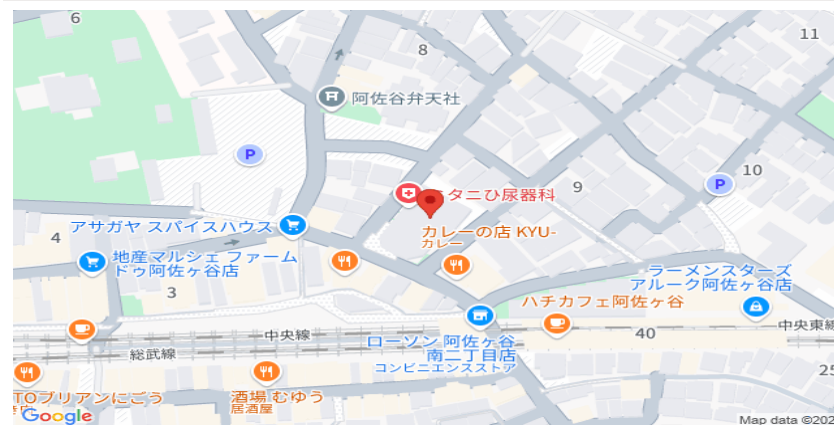 6
11
8
阿佐谷弁天社
P
10
P
9
タニひ尿器科
アサガヤ スパイスハウス
カレーの店 KYU-
カレー
4
地産マルシェ ファーム
ドゥ阿佐ヶ谷店
ラーメンスターズ
アルーク阿佐ヶ谷店
3
ハチカフェ阿佐ヶ谷
中央線
ローソン 阿佐ヶ谷
南二丁目店
コンビニエンスストア
40
中央東線
総武線
25
TOブリアンにごう
酒場 むゆう
居酒屋
Google
Map data ©202